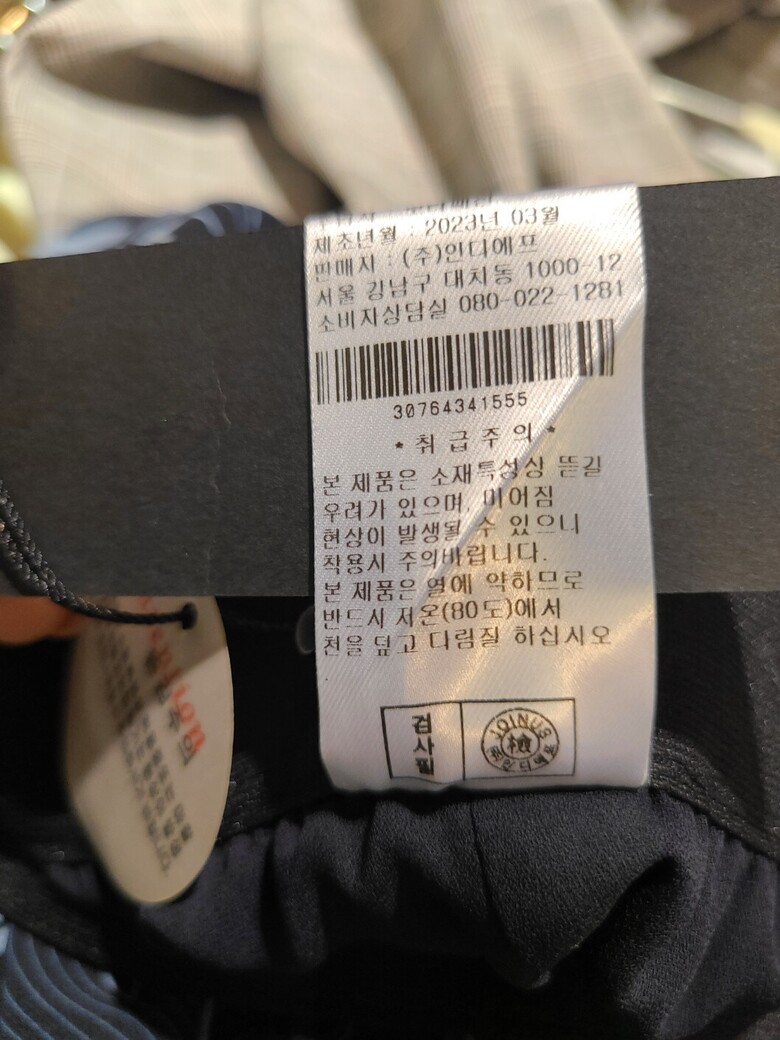 제조년월 : 2023년 03월
판매자 : (주)인디에프
서울 강남구 대치동 1000-12
소비자상담실 080-022-1281
30764341555
* 취 급 주 의 *
본 제품은 소재특성상 뜯길
우려가 있으며, 미어짐
현상이 발생될 수 있으니
착용시 주의바랍니다.
본 제품은 열에 약하므로
반드시 저온(80도)에서
천을 덮고 다림질 하십시오
검사필
JOINUS
檢
㈜인디에프